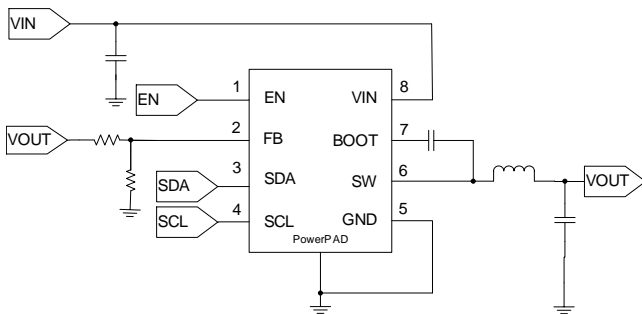 VIN
1
EN
EN
VIN
8
VOUT
2
FB
BOOT
7
SDA
3
SDA
SW
6
VOUT
SCL
4
SCL
GND
5
PowerPAD